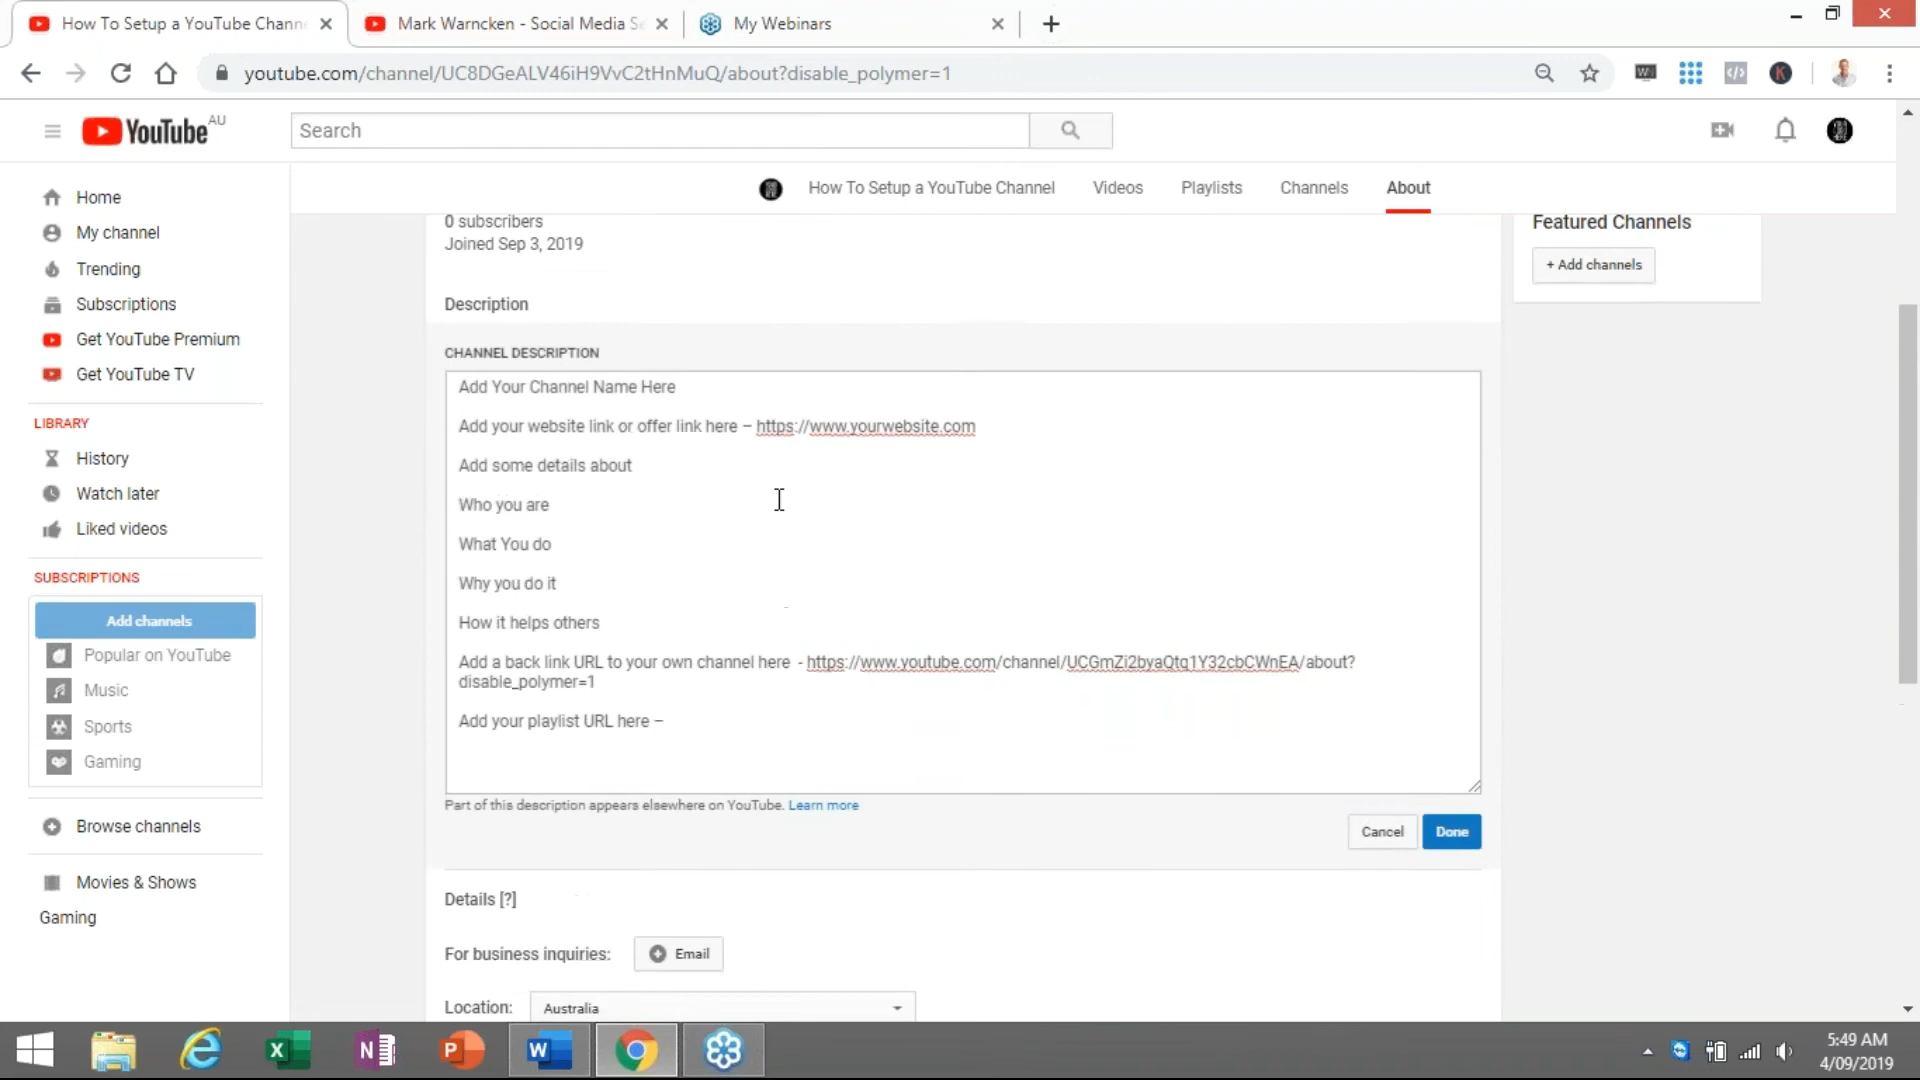 How To Setup a YouTube Chann
Mark Warncken - Social Media Se
My Webinars
youtube.com/channel/UC8DGeALV46iH9VvC2tHnMuQ/about?disable_polymer=1
YouTube AU
Search
How To Setup a YouTube Channel
Videos
Playlists
Channels
About
Home
My channel
Trending
Subscriptions
Get YouTube Premium
Get YouTube TV
LIBRARY
History
Watch later
Liked videos
SUBSCRIPTIONS
Add channels
Popular on YouTube
Music
Sports
Gaming
Browse channels
Movies & Shows
Gaming
0 subscribers
Joined Sep 3, 2019
Description
CHANNEL DESCRIPTION
Add Your Channel Name Here
Add your website link or offer link here – https://www.yourwebsite.com
Add some details about
Who you are
What You do
Why you do it
How it helps others
Add a back link URL to your own channel here - https://www.youtube.com/channel/UCGmZi2byaQtq1Y32cbCWnEA/about?
disable_polymer=1
Add your playlist URL here –
Part of this description appears elsewhere on YouTube. Learn more
Cancel
Done
Details [?]
For business inquiries:
Email
Location:
Australia
Featured Channels
+ Add channels
5:49 AM
4/09/2019